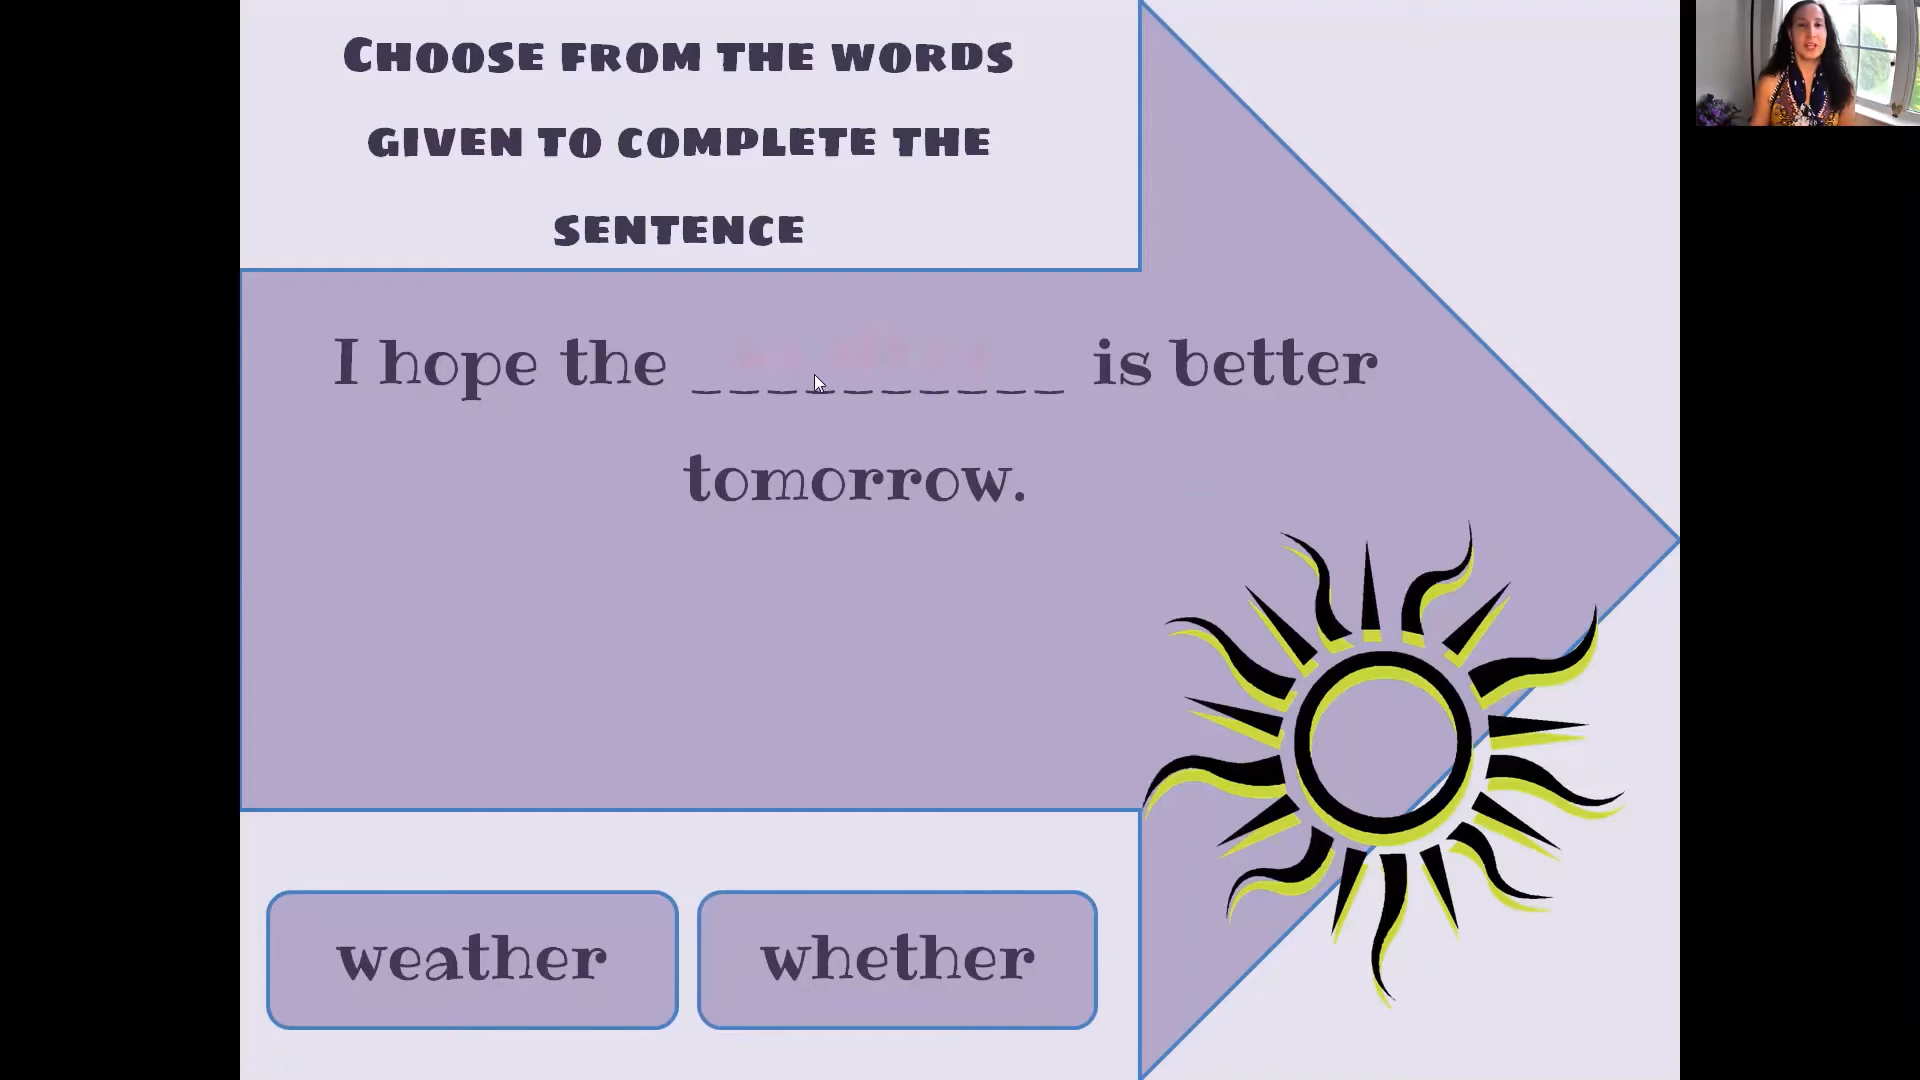 Choose from the words
given to complete the
sentence
I hope the __________ is better
tomorrow.
weather whether